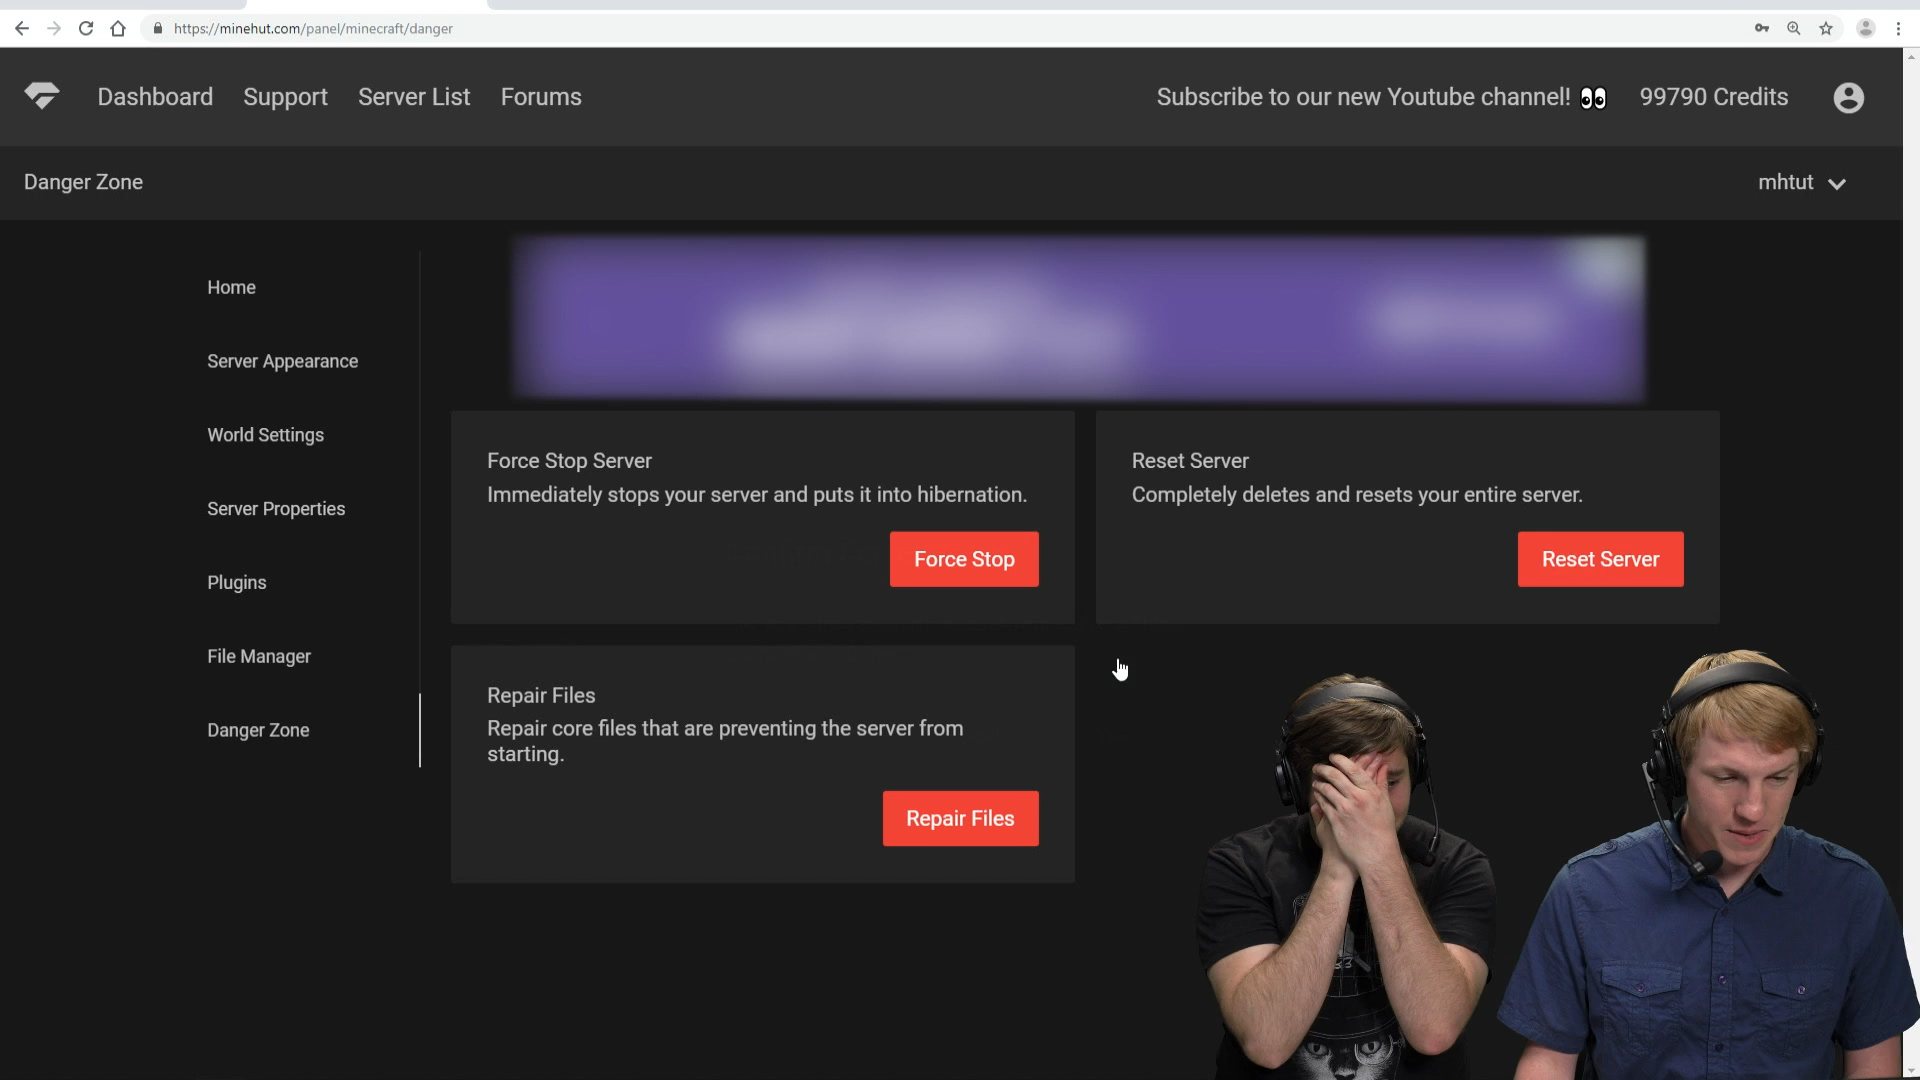 https://minehut.com/panel/minecraft/danger
Dashboard Support Server List Forums
Subscribe to our new Youtube channel! 👀 99790 Credits
Danger Zone
mhtut
Home
Server Appearance
World Settings
Server Properties
Plugins
File Manager
Danger Zone
Force Stop Server
Immediately stops your server and puts it into hibernation.
Force Stop
Reset Server
Completely deletes and resets your entire server.
Reset Server
Repair Files
Repair core files that are preventing the server from
starting.
Repair Files